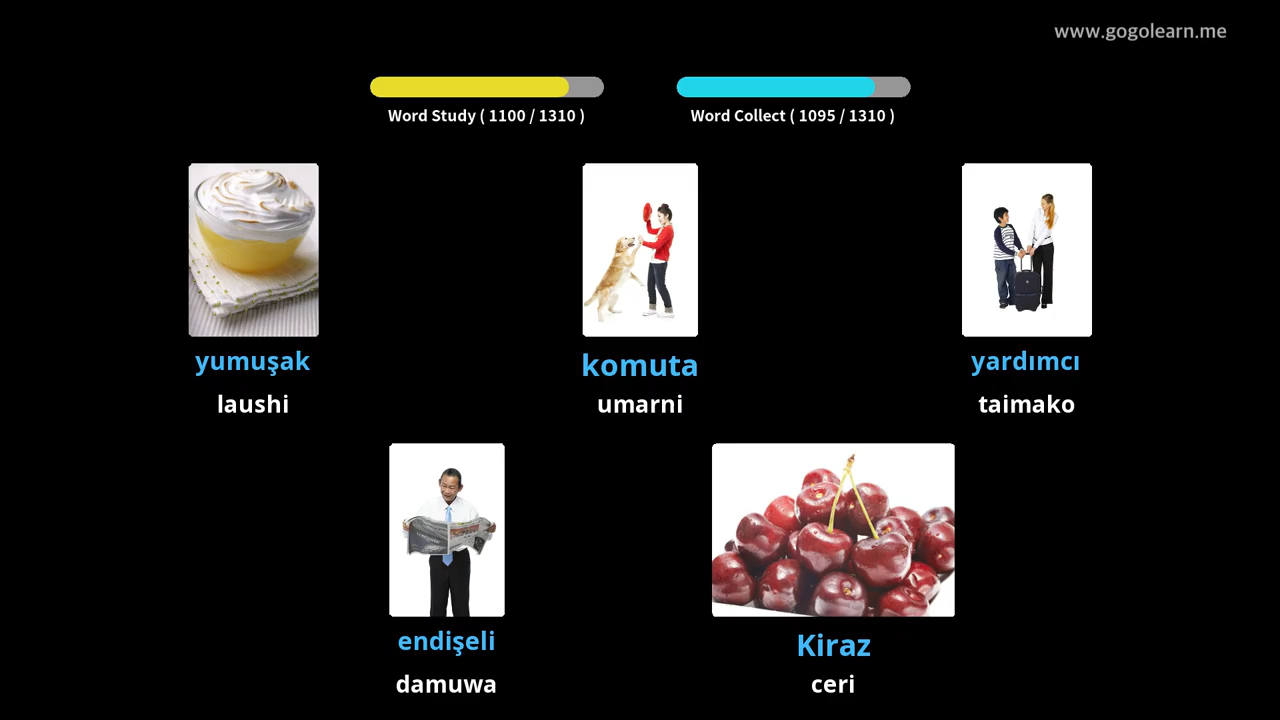 www.gogolearn.me
Word Study ( 1100 / 1310 )
Word Collect ( 1095 / 1310 )
yumuşak
laushi
komuta
umarni
yardımcı
taimako
endişeli
damuwa
Kiraz
ceri